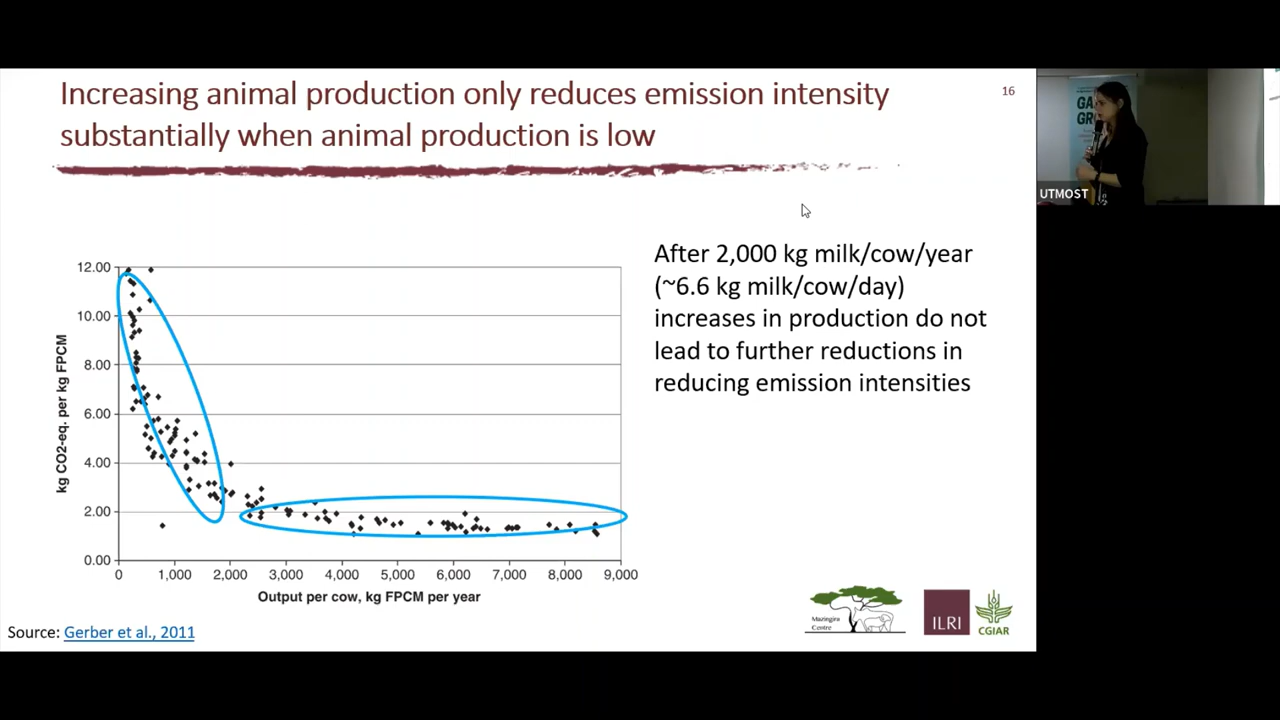 Increasing animal production only reduces emission intensity
substantially when animal production is low
16
After 2,000 kg milk/cow/year
(~6.6 kg milk/cow/day)
increases in production do not
lead to further reductions in
reducing emission intensities
kg CO2-eq. per kg FPCM
12.00
10.00
8.00
6.00
4.00
2.00
0.00
0 1,000 2,000 3,000 4,000 5,000 6,000 7,000 8,000 9,000
Output per cow, kg FPCM per year
Source: Gerber et al., 2011
Mazingira
Centre
ILRI
CGIAR
GA
GR
UTMOST